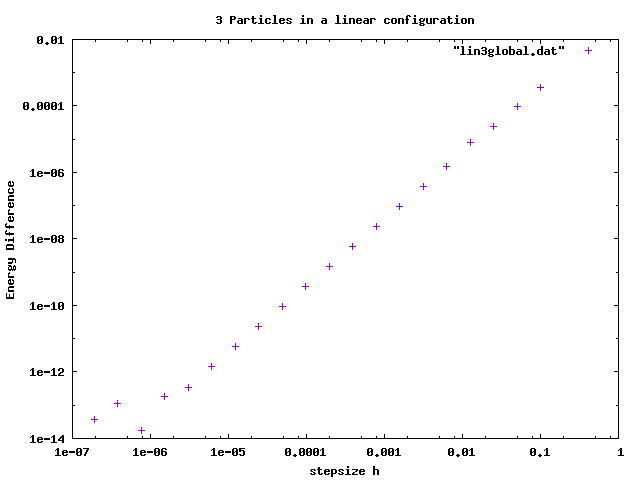 3 Particles in a linear configuration
0.01
"lin3global.dat"
0.0001
1e-06
1e-08
1e-10
1e-12
1e-14
Energy Difference
1e-07 1e-06 1e-05 0.0001 0.001 0.01 0.1 1
stepsize h